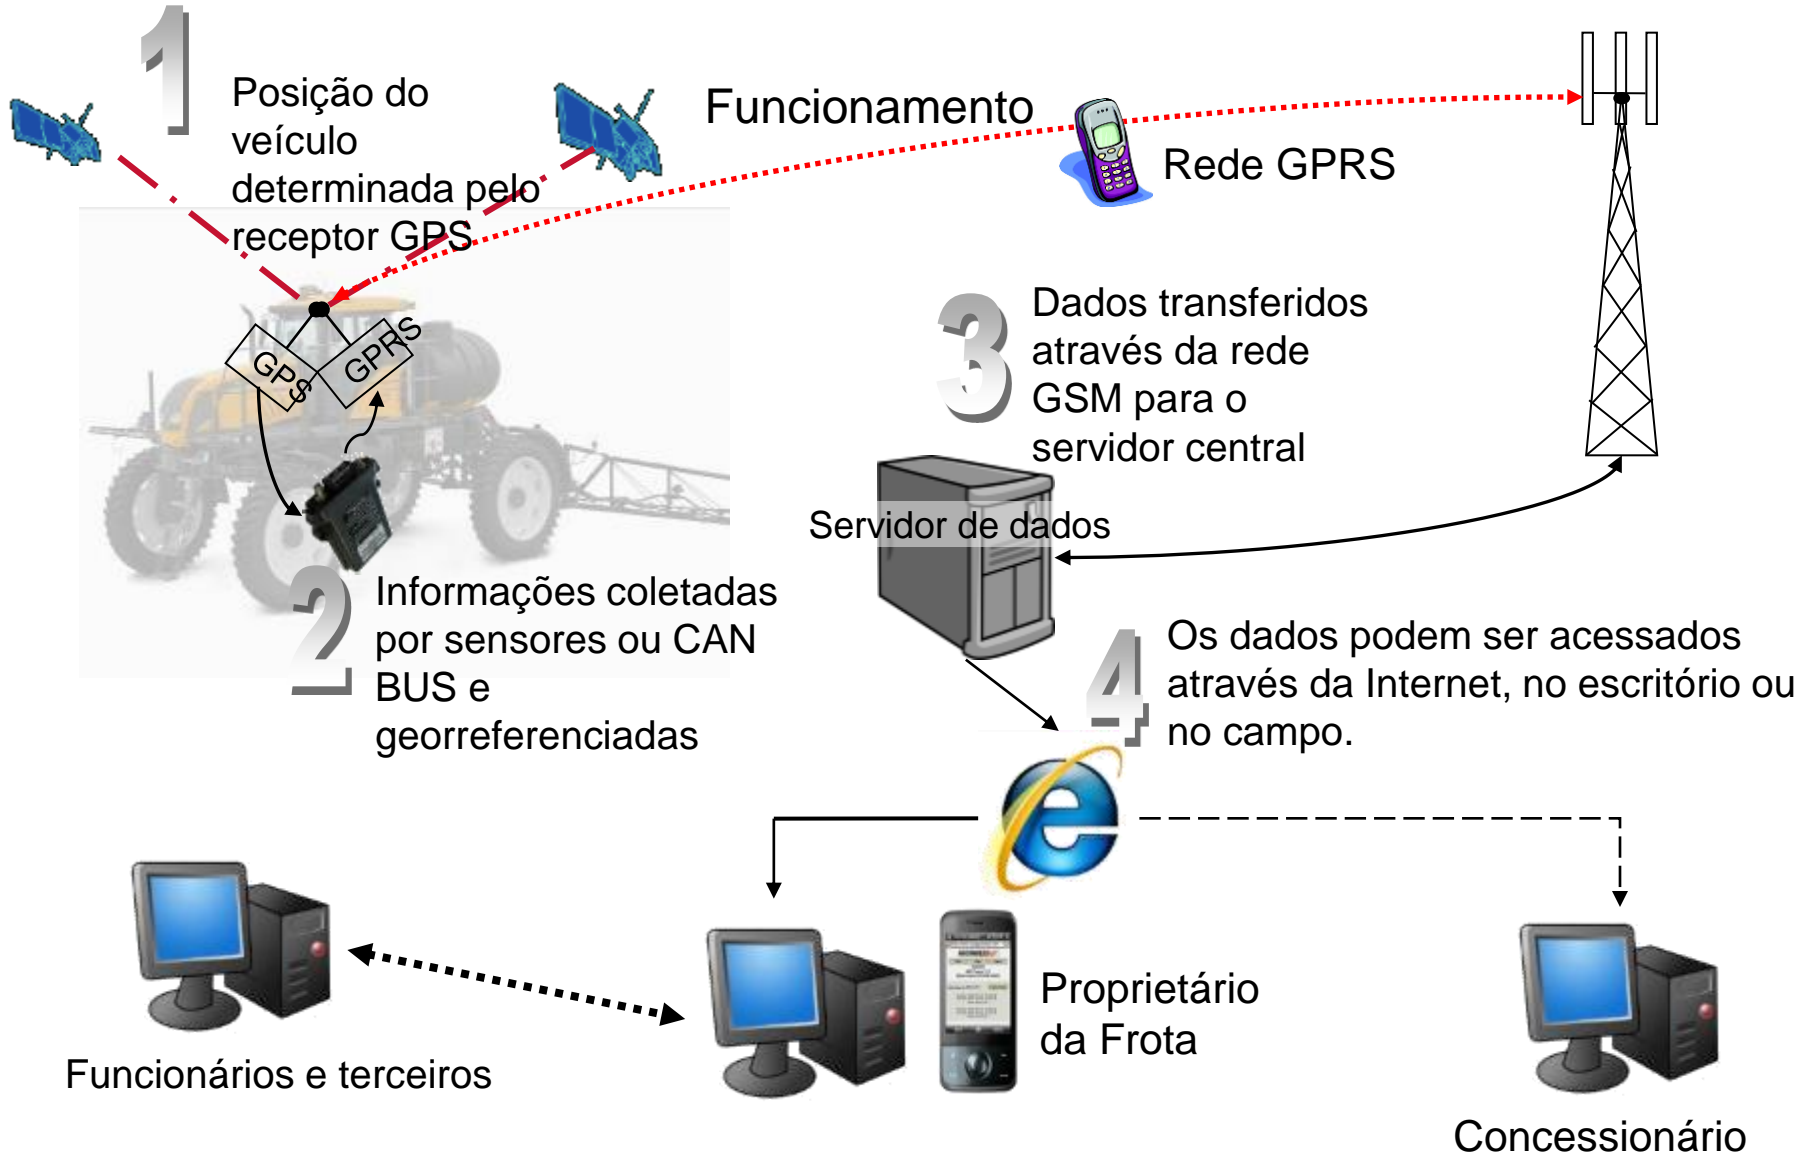 1
Posição do
veículo
determinada pelo
receptor GPS
Funcionamento
Rede GPRS
GPS
GPRS
3
Dados transferidos
através da rede
GSM para o
servidor central
Servidor de dados
2
Informações coletadas
por sensores ou CAN
BUS e
georreferenciadas
4
Os dados podem ser acessados
através da Internet, no escritório ou
no campo.
Proprietário
da Frota
Funcionários e terceiros
Concessionário